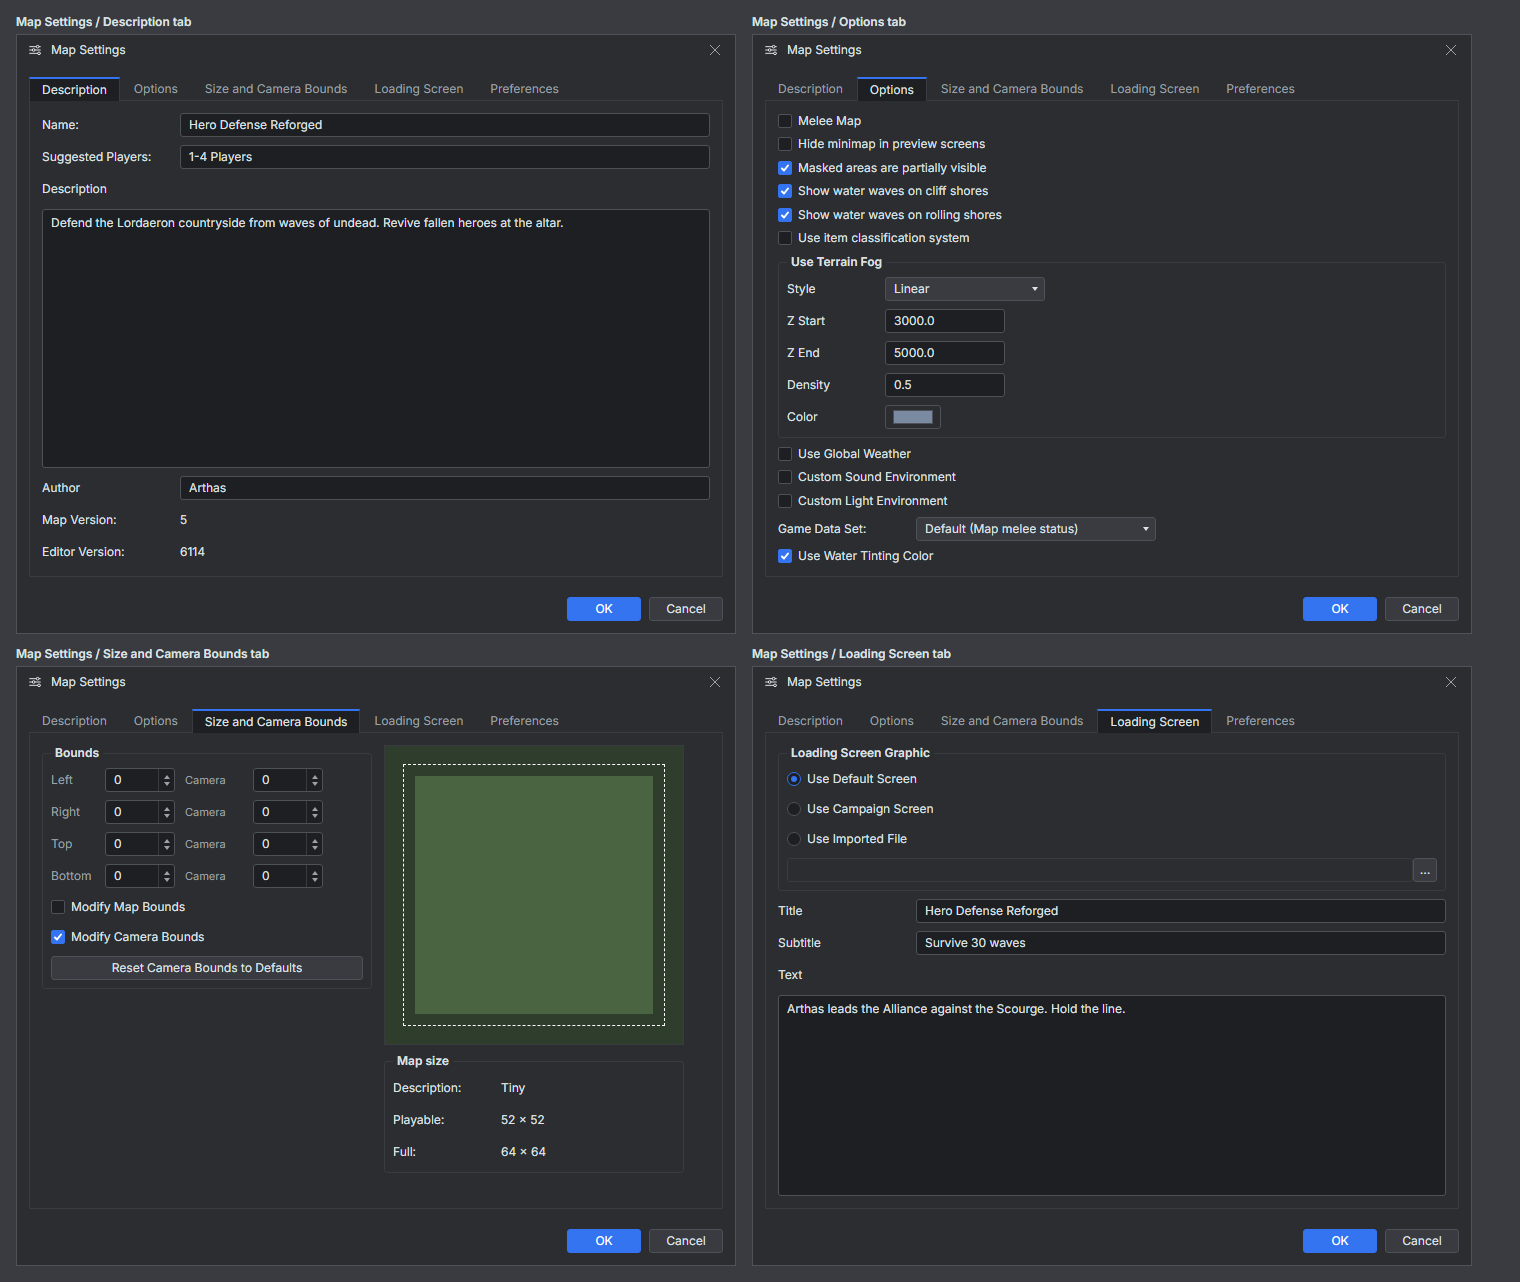 Map Settings / Description tab
Map Settings
Description Options Size and Camera Bounds Loading Screen Preferences
Name: Hero Defense Reforged
Suggested Players: 1-4 Players
Description
Defend the Lordaeron countryside from waves of undead. Revive fallen heroes at the altar.
Author Arthas
Map Version: 5
Editor Version: 6114
OK Cancel
Map Settings / Options tab
Map Settings
Description Options Size and Camera Bounds Loading Screen Preferences
Melee Map
Hide minimap in preview screens
Masked areas are partially visible
Show water waves on cliff shores
Show water waves on rolling shores
Use item classification system
Use Terrain Fog
Style Linear
Z Start 3000.0
Z End 5000.0
Density 0.5
Color
Use Global Weather
Custom Sound Environment
Custom Light Environment
Game Data Set: Default (Map melee status)
Use Water Tinting Color
OK Cancel
Map Settings / Size and Camera Bounds tab
Map Settings
Description Options Size and Camera Bounds Loading Screen Preferences
Bounds
Left 0 Camera 0
Right 0 Camera 0
Top 0 Camera 0
Bottom 0 Camera 0
Modify Map Bounds
Modify Camera Bounds
Reset Camera Bounds to Defaults
Map size
Description: Tiny
Playable: 52 × 52
Full: 64 × 64
OK Cancel
Map Settings / Loading Screen tab
Map Settings
Description Options Size and Camera Bounds Loading Screen Preferences
Loading Screen Graphic
Use Default Screen
Use Campaign Screen
Use Imported File
...
Title Hero Defense Reforged
Subtitle Survive 30 waves
Text
Arthas leads the Alliance against the Scourge. Hold the line.
OK Cancel